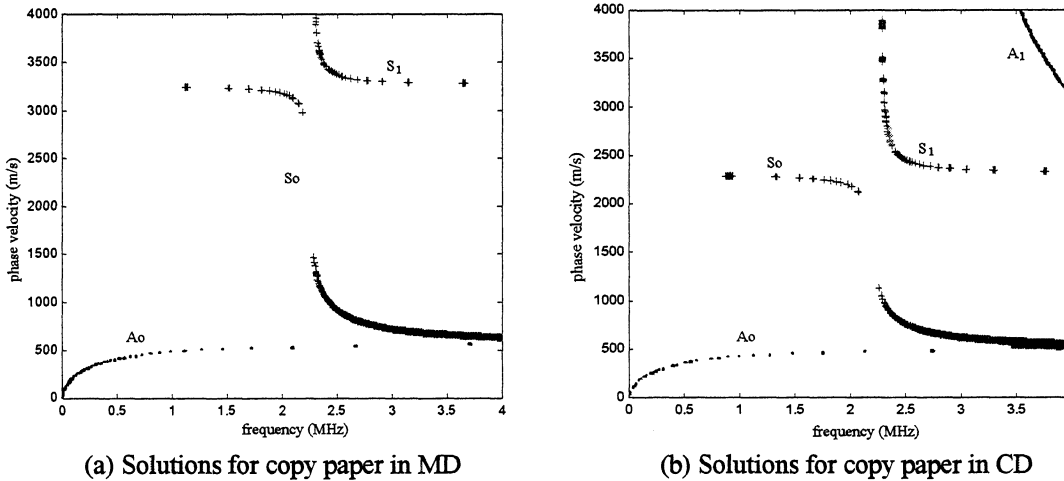 4000
3500
3000
2500
2000
1500
1000
500
0
phase velocity (m/s)
S1
So
Ao
0 0.5 1 1.5 2 2.5 3 3.5 4
frequency (MHz)
(a) Solutions for copy paper in MD
4000
3500
3000
2500
2000
1500
1000
500
0
phase velocity (m/s)
A1
So
S1
Ao
0 0.5 1 1.5 2 2.5 3 3.5
frequency (MHz)
(b) Solutions for copy paper in CD